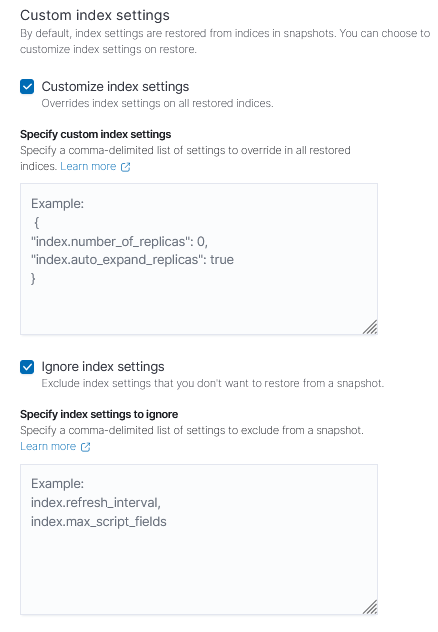 Custom index settings
By default, index settings are restored from indices in snapshots. You can choose to
customize index settings on restore.
Customize index settings
Overrides index settings on all restored indices.
Specify custom index settings
Specify a comma-delimited list of settings to override in all restored
indices. Learn more
Example:
{
"index.number_of_replicas": 0,
"index.auto_expand_replicas": true
}
Ignore index settings
Exclude index settings that you don't want to restore from a snapshot.
Specify index settings to ignore
Specify a comma-delimited list of settings to exclude from a snapshot.
Learn more
Example:
index.refresh_interval,
index.max_script_fields